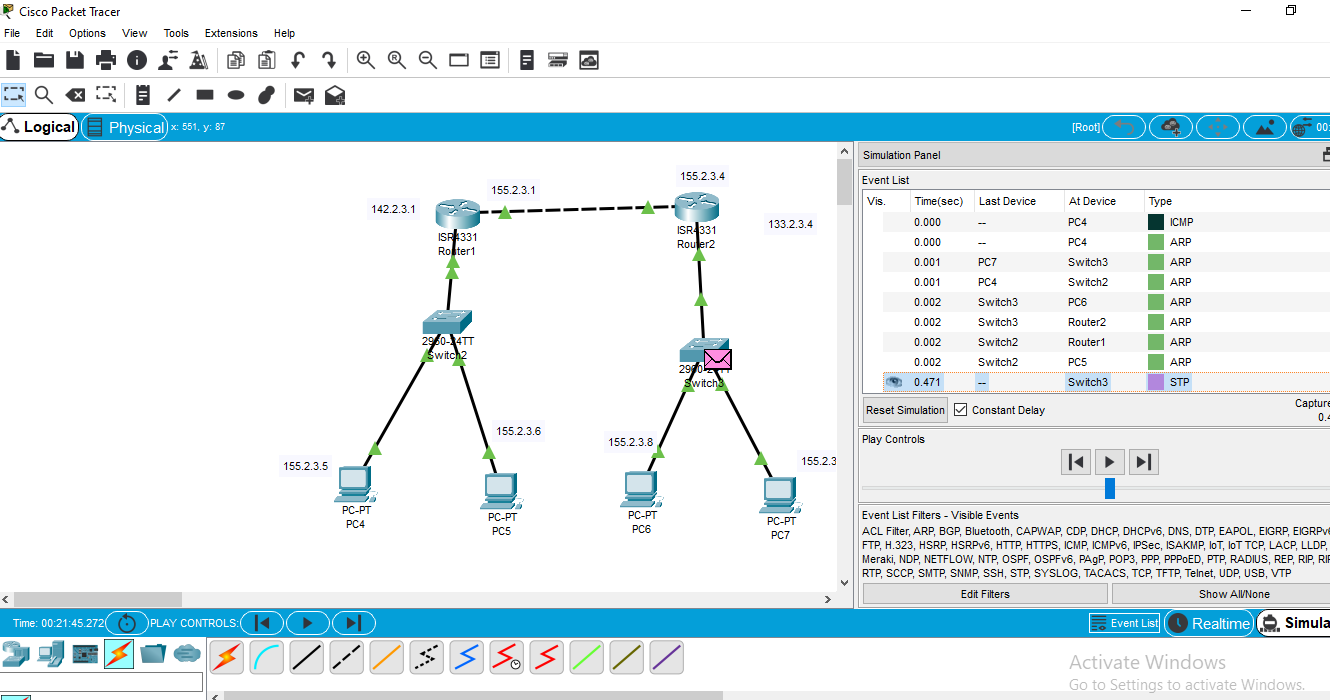 Cisco Packet Tracer
File Edit Options View Tools Extensions Help
Logical Physical x: 551, y: 87 [Root] 00:
155.2.3.4
155.2.3.1
142.2.3.1
133.2.3.4
ISR4331
Router1
ISR4331
Router2
2960-24TT
Switch2
Switch3
155.2.3.6
155.2.3.8
155.2.3
155.2.3.5
PC-PT
PC4
PC-PT
PC5
PC-PT
PC6
PC-PT
PC7
Simulation Panel
Event List
Vis. Time(sec) Last Device At Device Type
0.000 -- PC4 ICMP
0.000 -- PC4 ARP
0.001 PC7 Switch3 ARP
0.001 PC4 Switch2 ARP
0.002 Switch3 PC6 ARP
0.002 Switch3 Router2 ARP
0.002 Switch2 Router1 ARP
0.002 Switch2 PC5 ARP
0.471 -- Switch3 STP
Reset Simulation Constant Delay Capture
0.4
Play Controls
Event List Filters - Visible Events
ACL Filter, ARP, BGP, Bluetooth, CAPWAP, CDP, DHCP, DHCPv6, DNS, DTP, EAPOL, EIGRP, EIGRPv6
FTP, H.323, HSRP, HSRPv6, HTTP, HTTPS, ICMP, ICMPv6, IPSec, ISAKMP, IoT, IoT TCP, LACP, LLDP,
Meraki, NDP, NETFLOW, NTP, OSPF, OSPFv6, PAgP, POP3, PPP, PPPoED, PTP, RADIUS, REP, RIP,
RTP, SCCP, SMTP, SNMP, SSH, STP, SYSLOG, TACACS, TCP, TFTP, Telnet, UDP, USB, VTP
Edit Filters Show All/None
Time: 00:21:45.272 PLAY CONTROLS: Event List Realtime Simula
Activate Windows
Go to Settings to activate Windows.